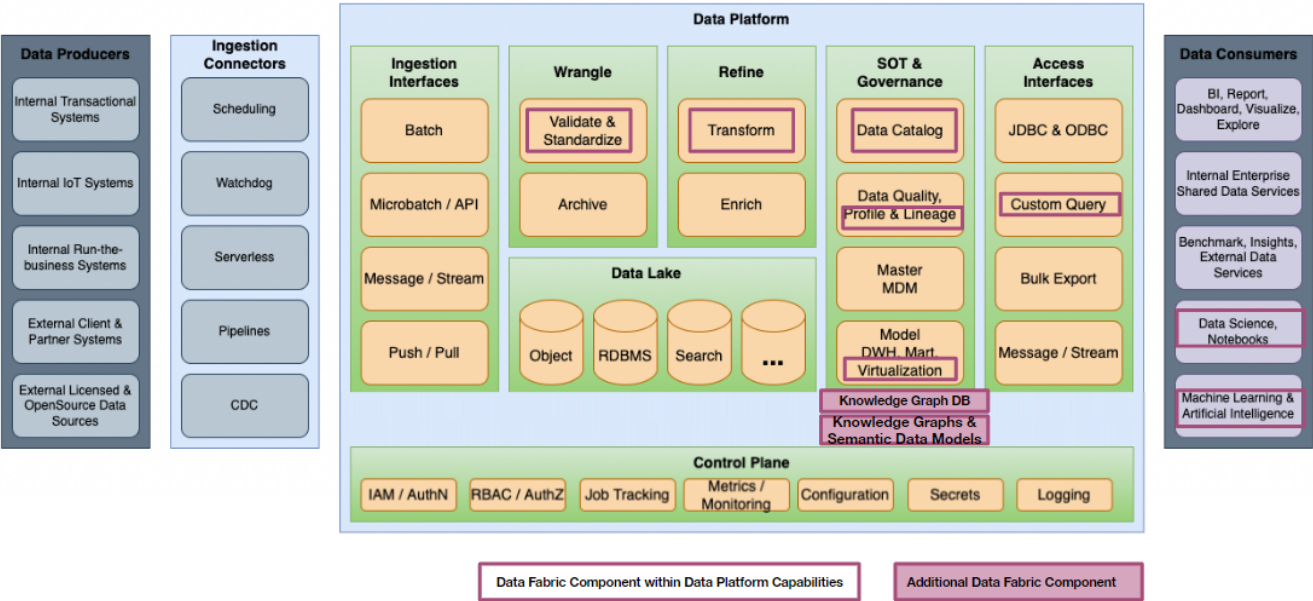 Data Producers
Internal Transactional
Systems
Internal IoT Systems
Internal Run-the-
business Systems
External Client &
Partner Systems
External Licensed &
OpenSource Data
Sources
Ingestion
Connectors
Scheduling
Watchdog
Serverless
Pipelines
CDC
Data Platform
Ingestion
Interfaces
Batch
Microbatch / API
Message / Stream
Push / Pull
Wrangle
Validate &
Standardize
Archive
Refine
Transform
Enrich
Data Lake
Object
RDBMS
Search
...
SOT &
Governance
Data Catalog
Data Quality,
Profile & Lineage
Master
MDM
Model
DWH, Mart,
Virtualization
Knowledge Graph DB
Knowledge Graphs &
Semantic Data Models
Access
Interfaces
JDBC & ODBC
Custom Query
Bulk Export
Message / Stream
Control Plane
IAM / AuthN
RBAC / AuthZ
Job Tracking
Metrics /
Monitoring
Configuration
Secrets
Logging
Data Consumers
BI, Report,
Dashboard, Visualize,
Explore
Internal Enterprise
Shared Data Services
Benchmark, Insights,
External Data
Services
Data Science,
Notebooks
Machine Learning &
Artificial Intelligence
Data Fabric Component within Data Platform Capabilities
Additional Data Fabric Component